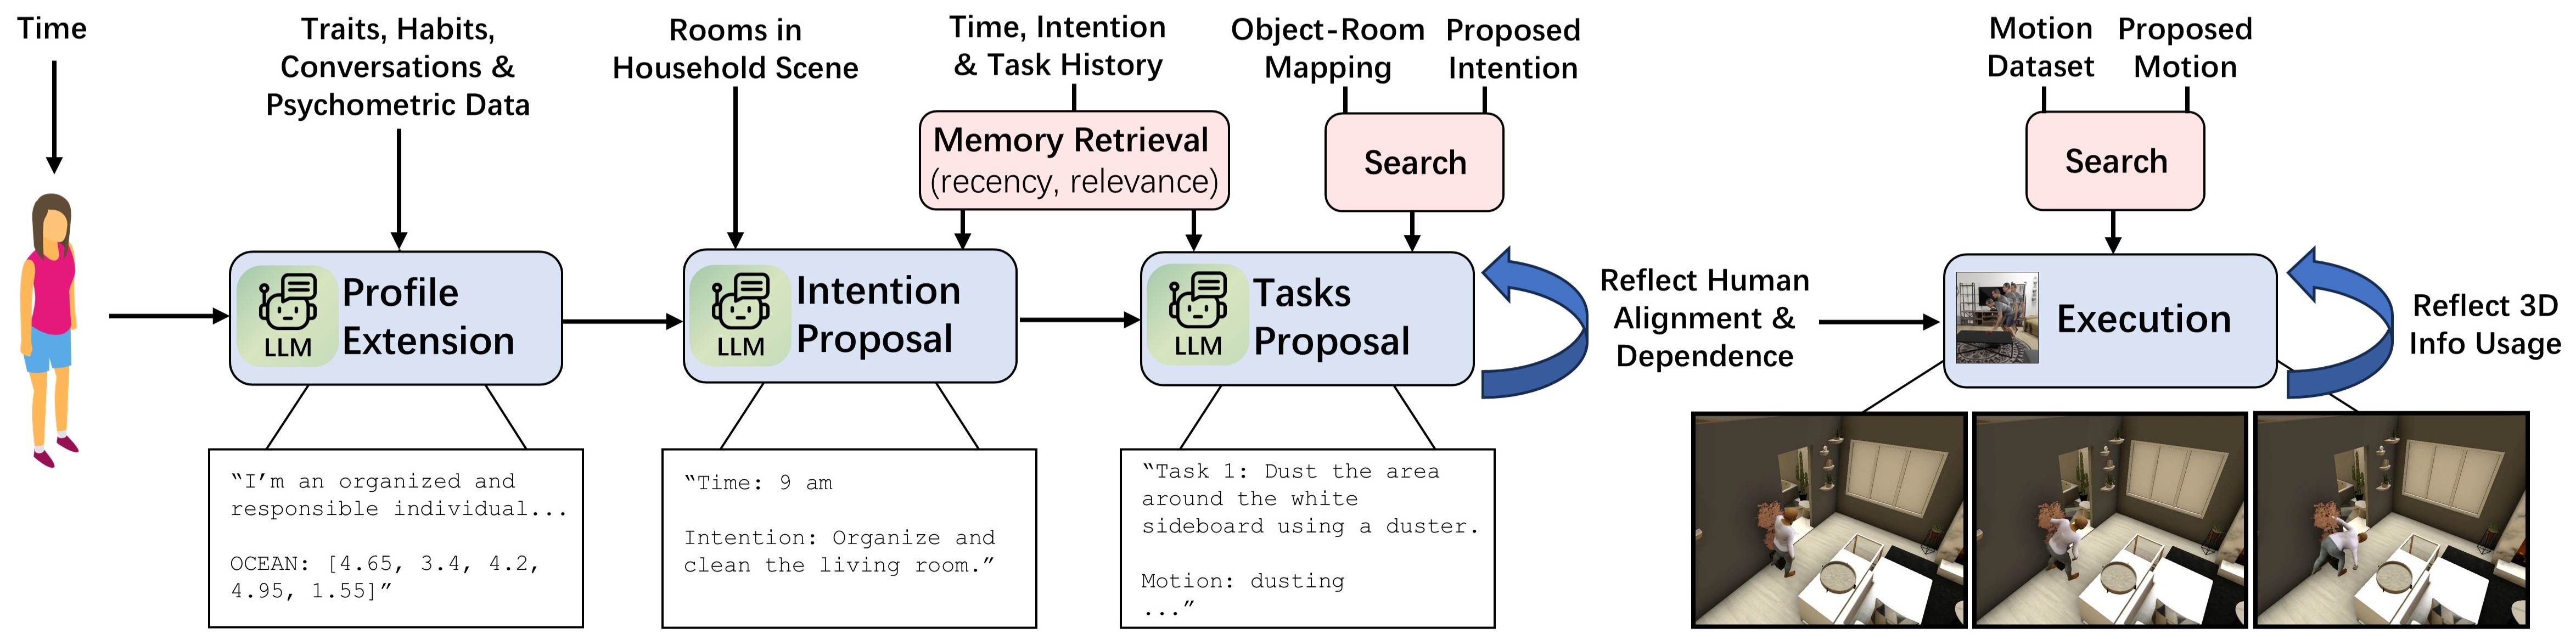 Time
Traits, Habits,
Conversations &
Psychometric Data
Rooms in
Household Scene
Time, Intention
& Task History
Object-Room
Mapping
Proposed
Intention
Motion
Dataset
Proposed
Motion
Memory Retrieval
(recency, relevance)
Search
Search
LLM
Profile
Extension
LLM
Intention
Proposal
LLM
Tasks
Proposal
Reflect Human
Alignment &
Dependence
Execution
Reflect 3D
Info Usage
“I’m an organized and
responsible individual...
OCEAN: [4.65, 3.4, 4.2,
4.95, 1.55]”
“Time: 9 am
Intention: Organize and
clean the living room.”
“Task 1: Dust the area
around the white
sideboard using a duster.
Motion: dusting
...”